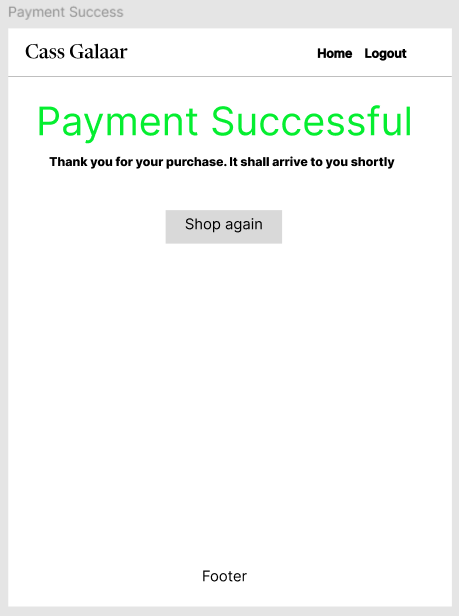 Payment Success
Cass Galaar
Home Logout
Payment Successful
Thank you for your purchase. It shall arrive to you shortly
Shop again
Footer